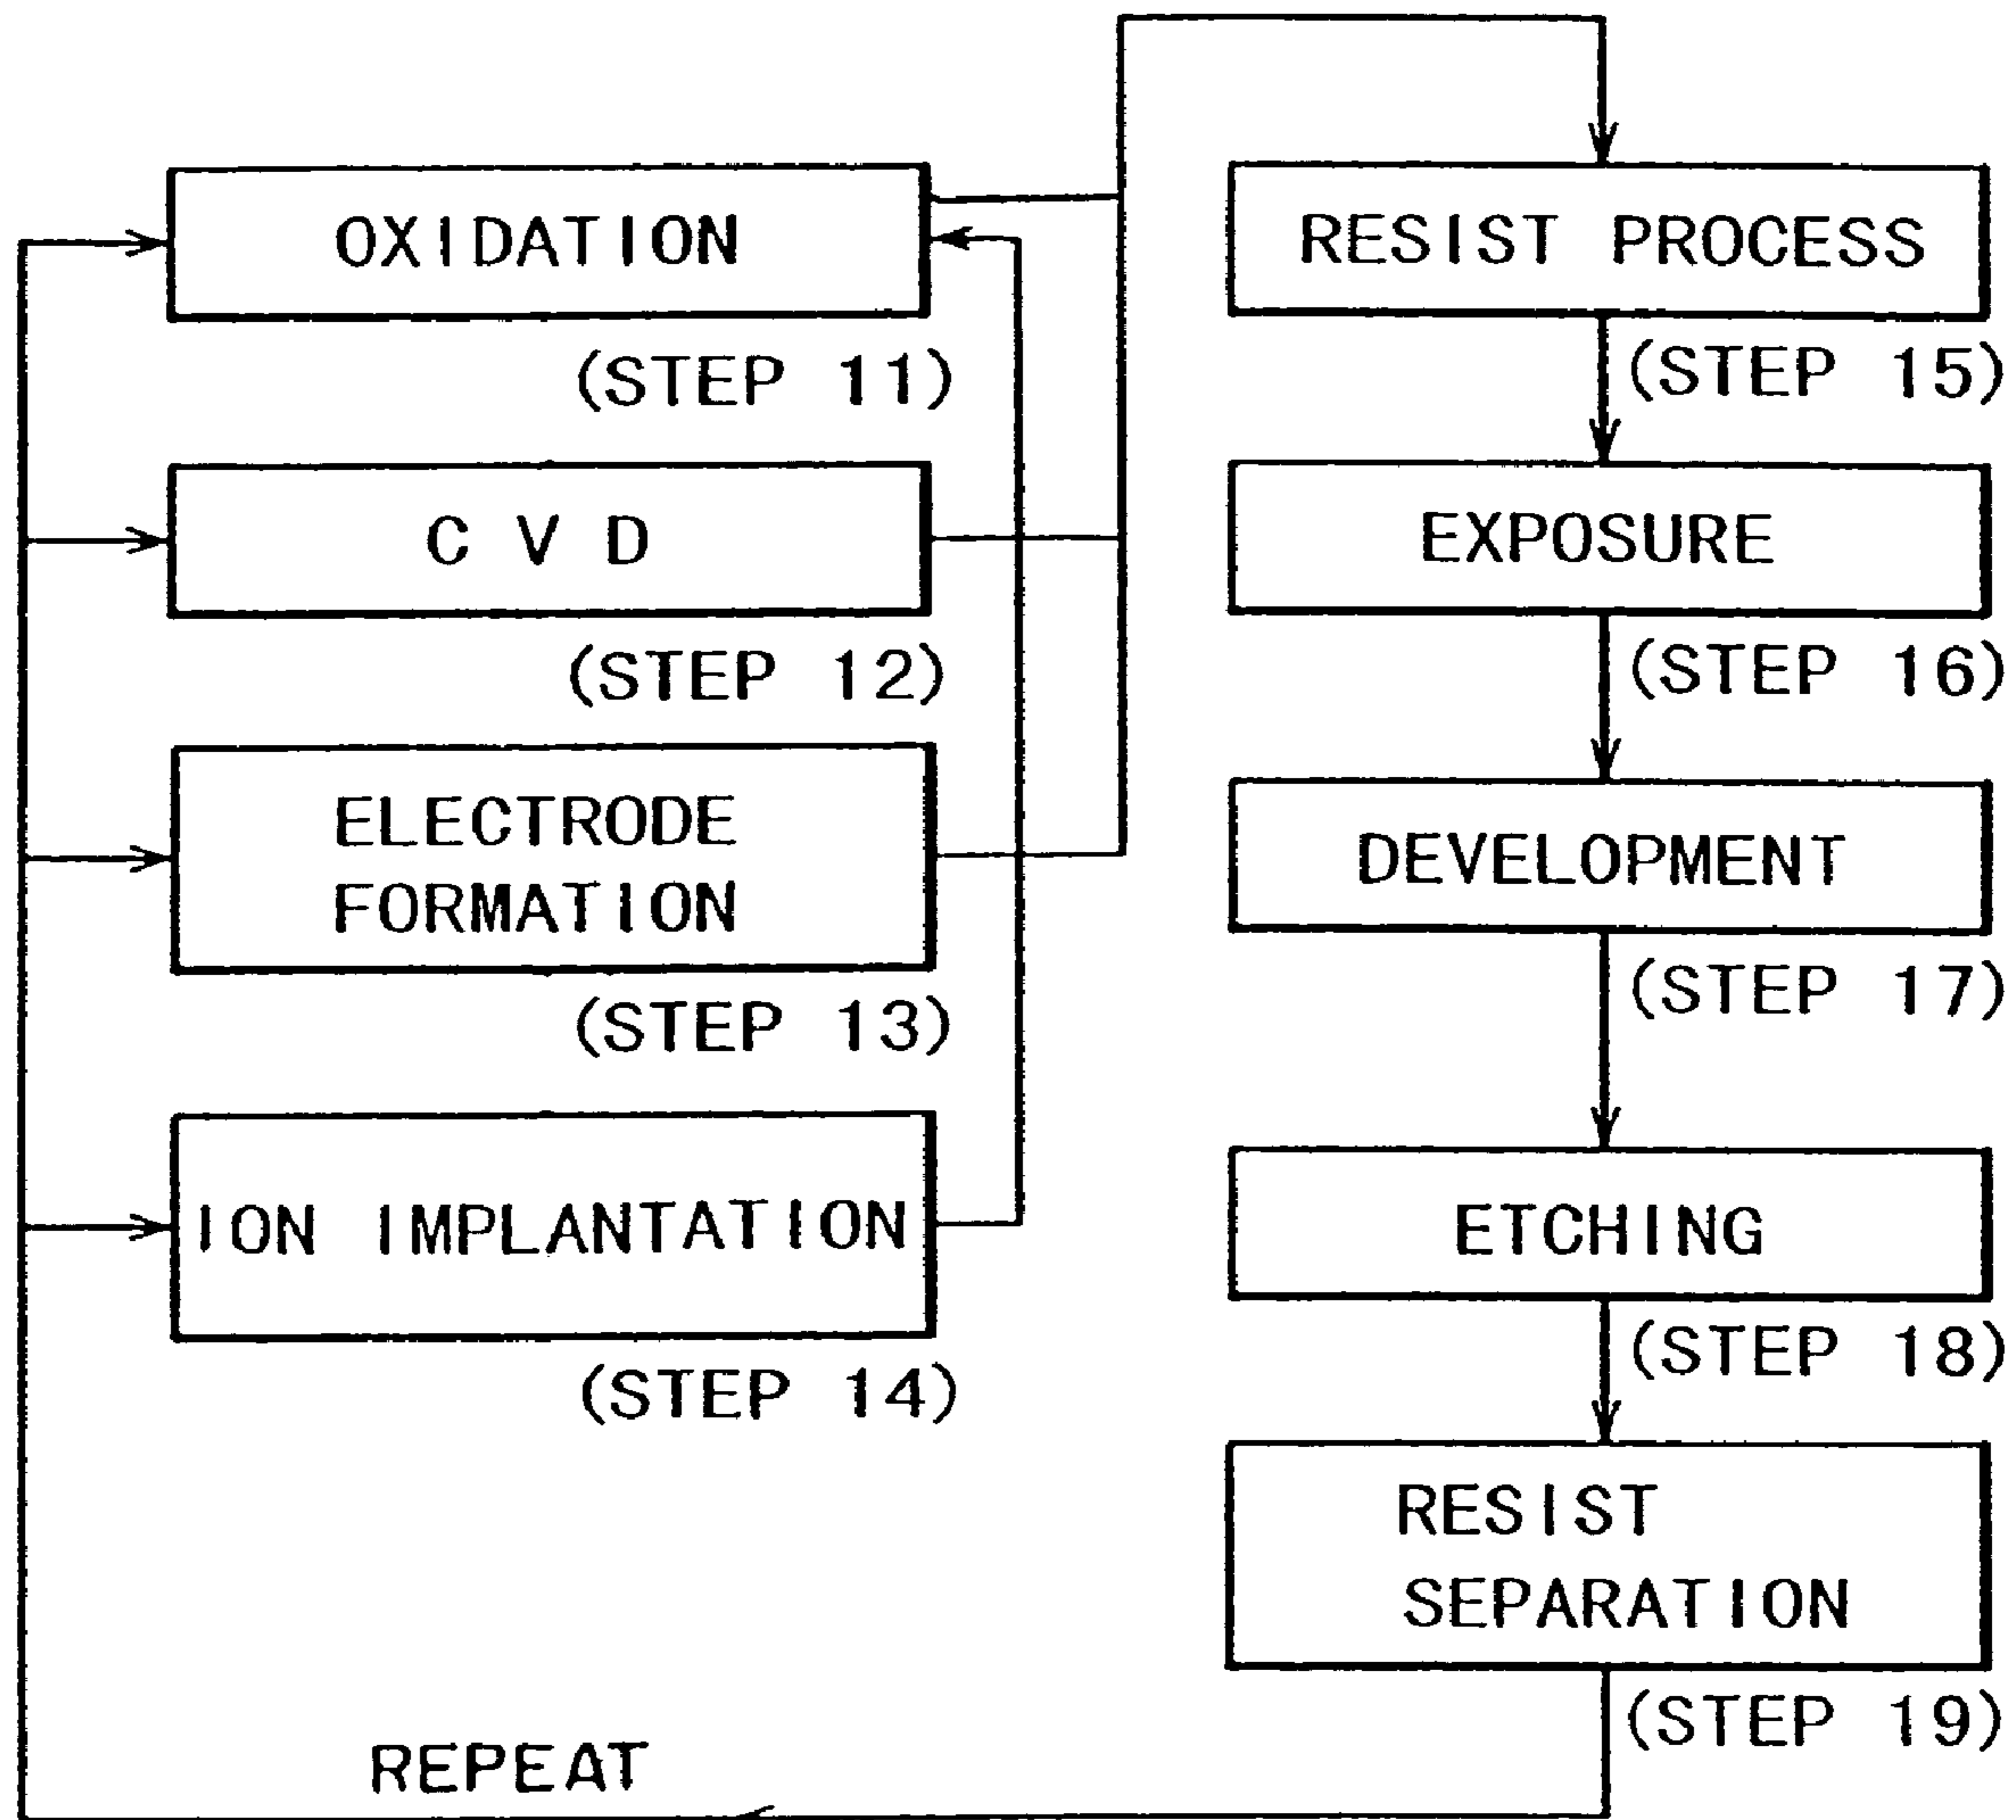 OXIDATION
(STEP 11)
C V D
(STEP 12)
ELECTRODE
FORMATION
(STEP 13)
ION IMPLANTATION
(STEP 14)
RESIST PROCESS
(STEP 15)
EXPOSURE
(STEP 16)
DEVELOPMENT
(STEP 17)
ETCHING
(STEP 18)
RESIST
SEPARATION
(STEP 19)
REPEAT